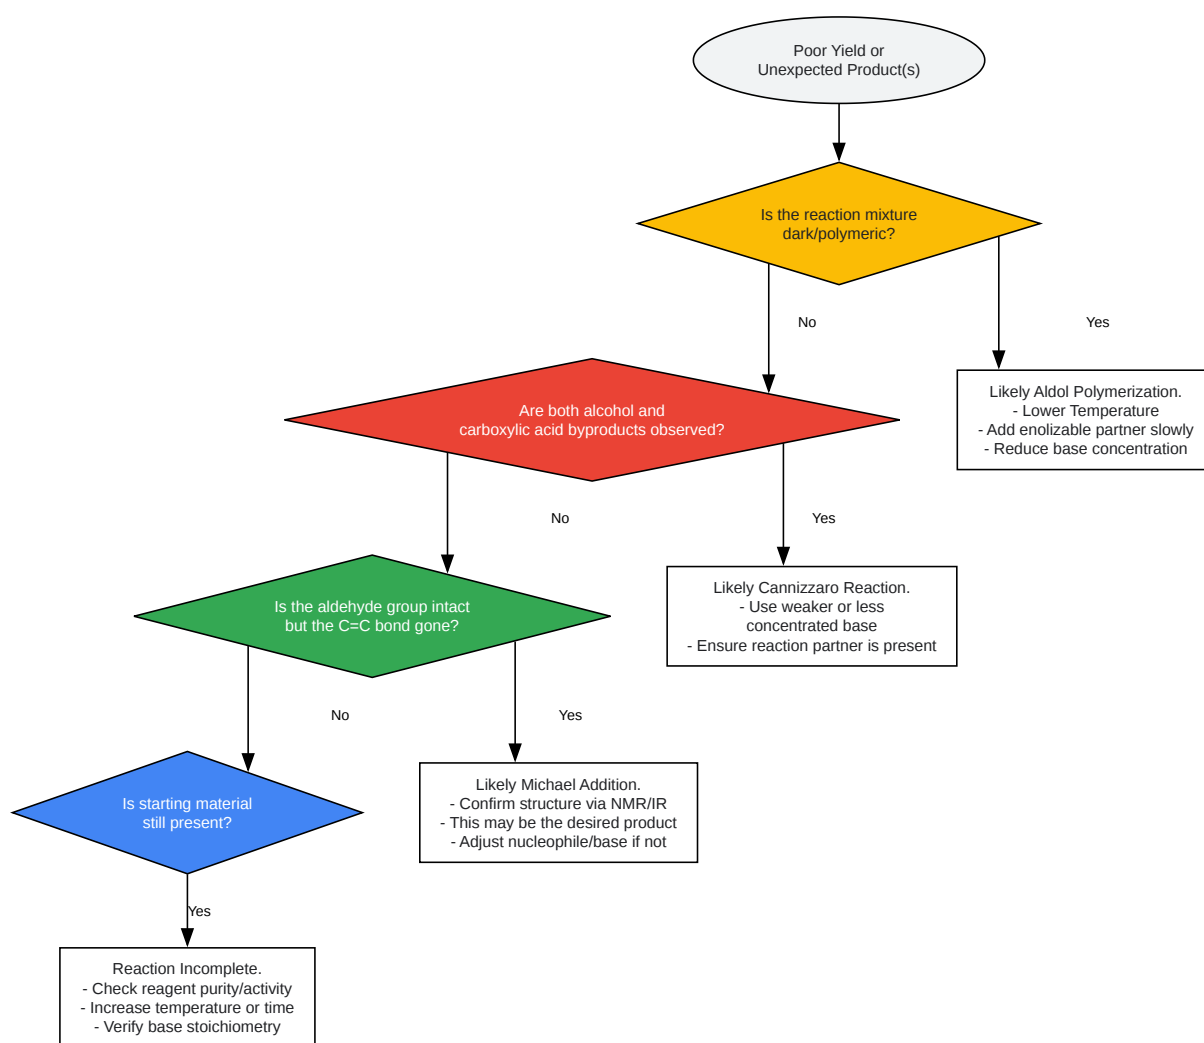 Poor Yield or
Unexpected Product(s)
Is the reaction mixture
dark/polymeric?
No
Yes
Likely Aldol Polymerization.
- Lower Temperature
- Add enolizable partner slowly
- Reduce base concentration
Are both alcohol and
carboxylic acid byproducts observed?
No
Yes
Likely Cannizzaro Reaction.
- Use weaker or less
concentrated base
- Ensure reaction partner is present
Is the aldehyde group intact
but the C=C bond gone?
No
Yes
Likely Michael Addition.
- Confirm structure via NMR/IR
- This may be the desired product
- Adjust nucleophile/base if not
Is starting material
still present?
Yes
Reaction Incomplete.
- Check reagent purity/activity
- Increase temperature or time
- Verify base stoichiometry